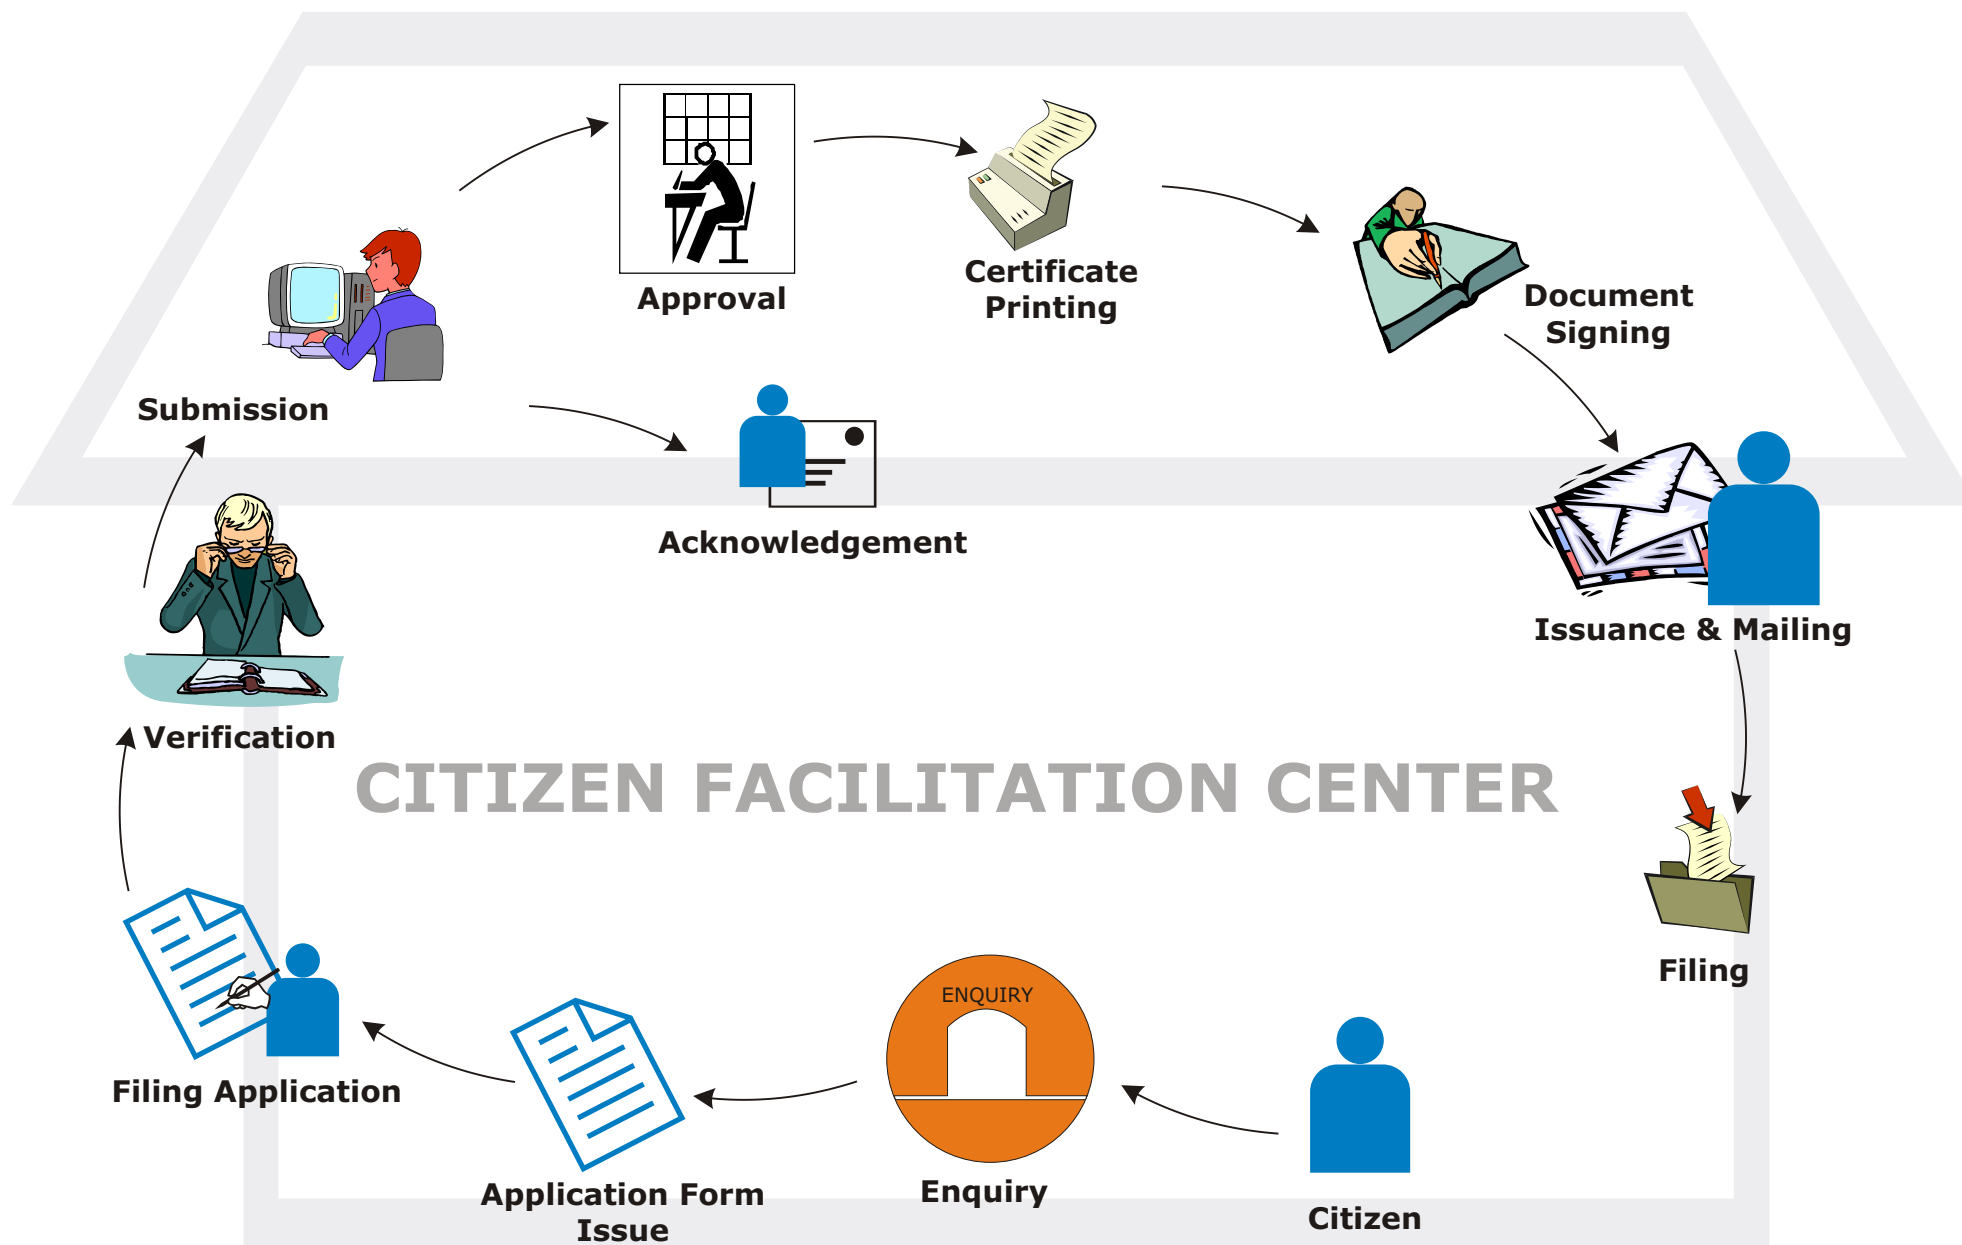 Approval
Certificate
Printing
Document
Signing
Submission
Acknowledgement
Issuance & Mailing
Verification
CITIZEN FACILITATION CENTER
Filing
ENQUIRY
Filing Application
Application Form
Issue
Enquiry
Citizen